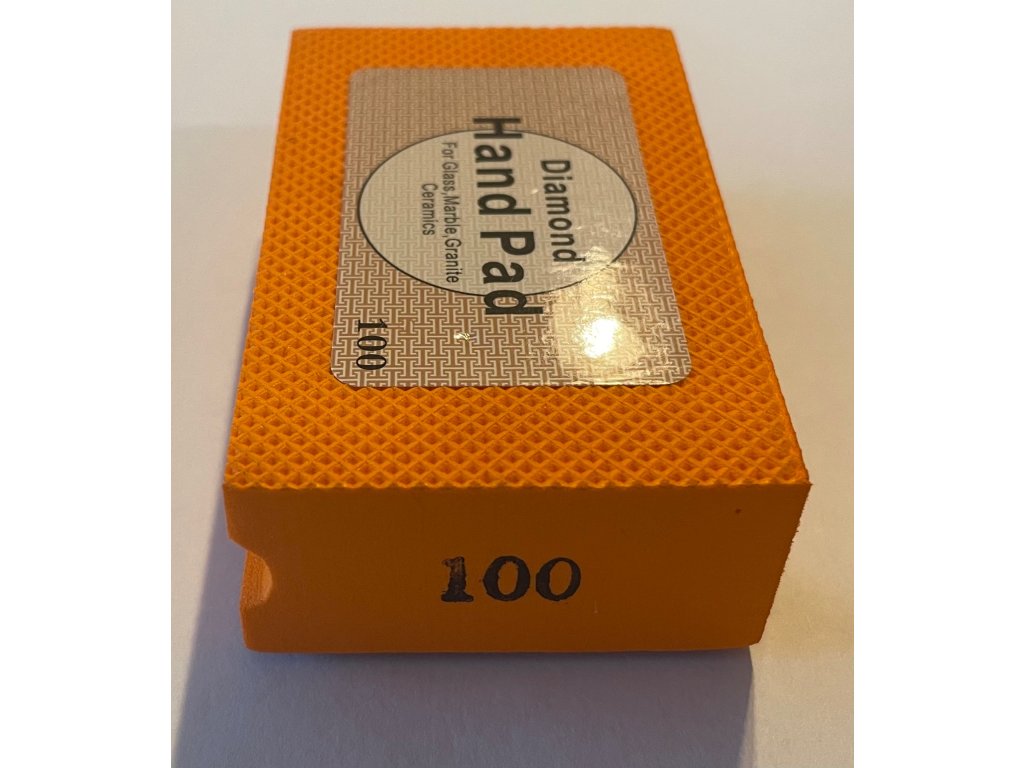 Diamond
Hand Pad
For Glass,Marble,Granite
Ceramics
100
100